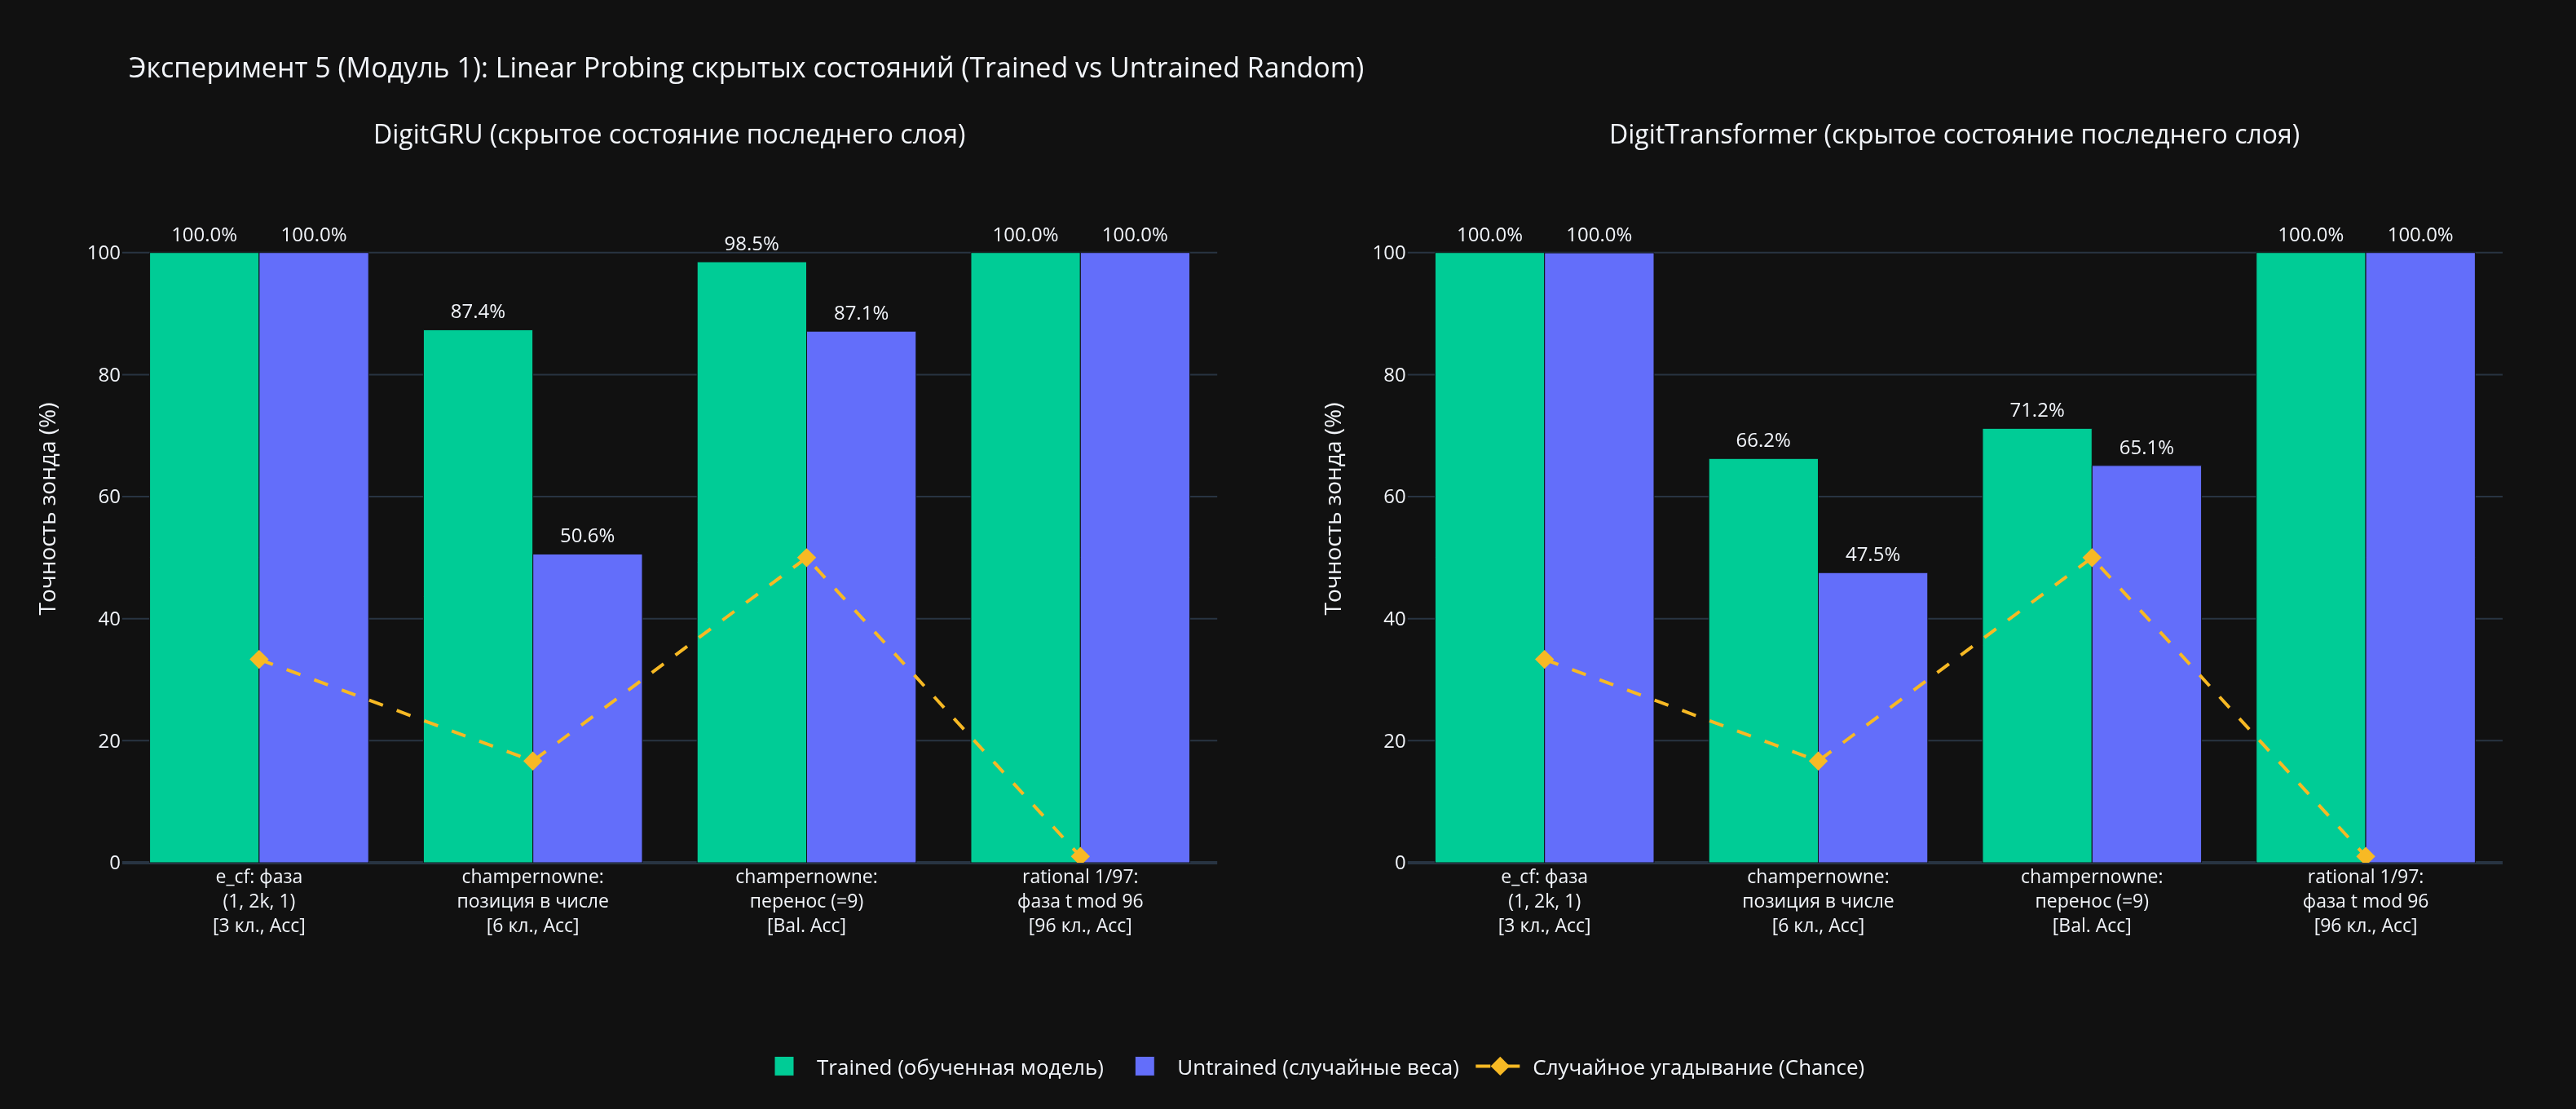 Эксперимент 5 (Модуль 1): Linear Probing скрытых состояний (Trained vs Untrained Random)
DigitGRU (скрытое состояние последнего слоя)
Точность зонда (%)
100
80
60
40
20
0
100.0%
100.0%
87.4%
50.6%
98.5%
87.1%
100.0%
100.0%
e_cf: фаза
(1, 2k, 1)
[3 кл., Acc]
champernowne:
позиция в числе
[6 кл., Acc]
champernowne:
перенос (=9)
[Bal. Acc]
rational 1/97:
фаза t mod 96
[96 кл., Acc]
DigitTransformer (скрытое состояние последнего слоя)
Точность зонда (%)
100
80
60
40
20
0
100.0%
100.0%
66.2%
47.5%
71.2%
65.1%
100.0%
100.0%
e_cf: фаза
(1, 2k, 1)
[3 кл., Acc]
champernowne:
позиция в числе
[6 кл., Acc]
champernowne:
перенос (=9)
[Bal. Acc]
rational 1/97:
фаза t mod 96
[96 кл., Acc]
Trained (обученная модель)
Untrained (случайные веса)
Случайное угадывание (Chance)